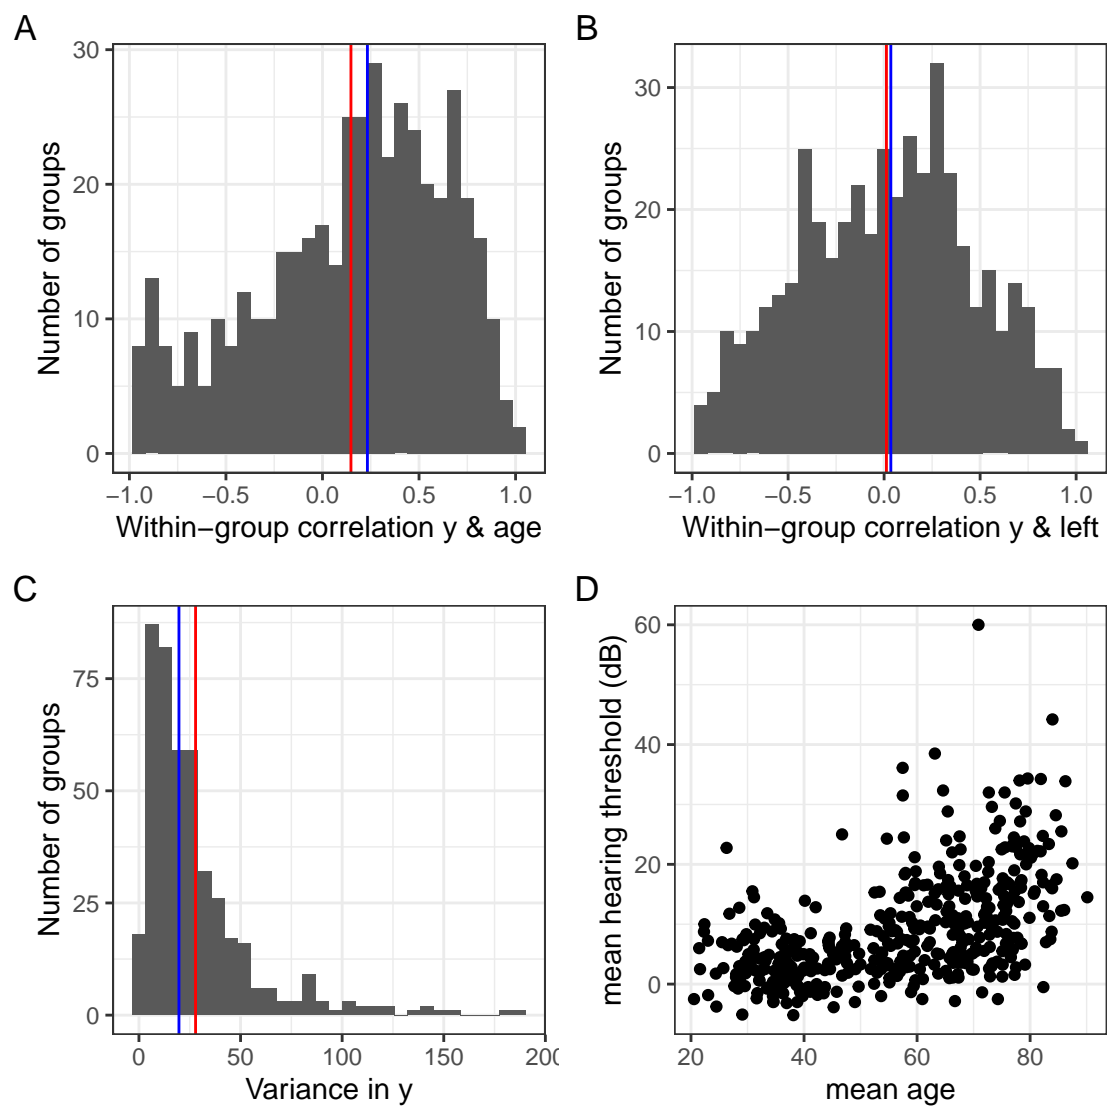 A
Number of groups
30
20
10
0
−1.0 −0.5 0.0 0.5 1.0
Within−group correlation y & age
B
Number of groups
30
20
10
0
−1.0 −0.5 0.0 0.5 1.0
Within−group correlation y & left
C
Number of groups
75
50
25
0
0 50 100 150 200
Variance in y
D
mean hearing threshold (dB)
60
40
20
0
20 40 60 80
mean age